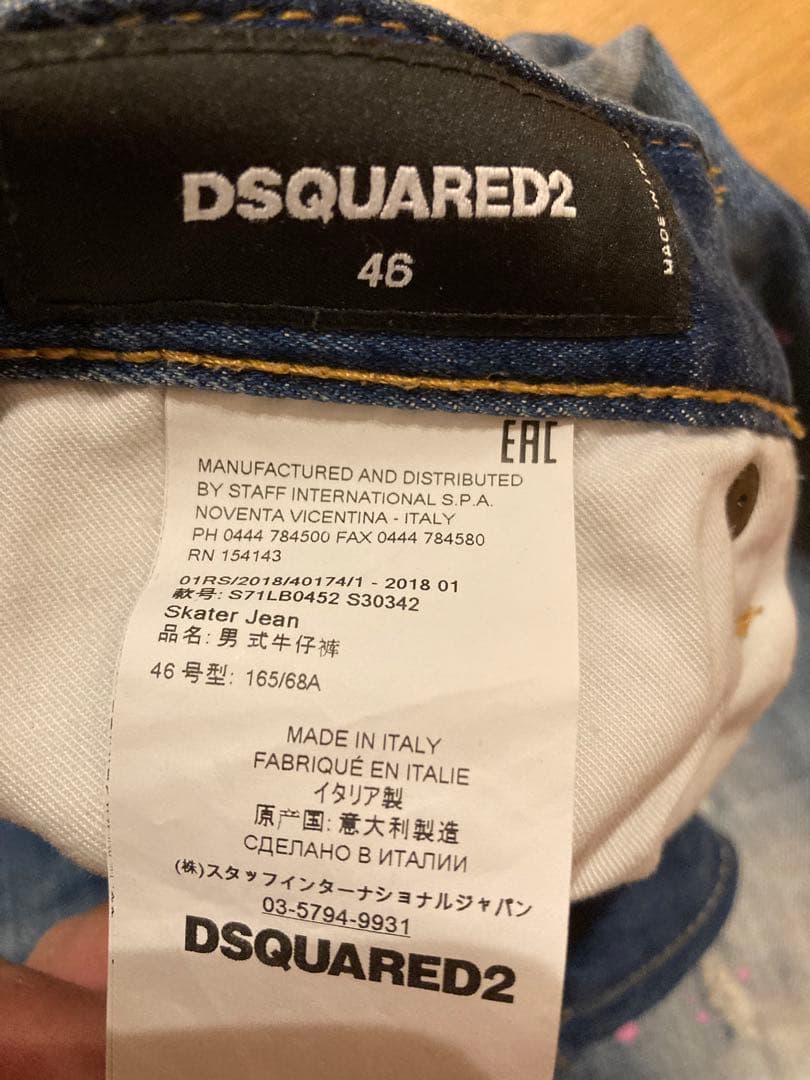 DSQUARED2
46
MADE IN
EAC
MANUFACTURED AND DISTRIBUTED
BY STAFF INTERNATIONAL S.P.A.
NOVENTA VICENTINA - ITALY
PH 0444 784500 FAX 0444 784580
RN 154143
01RS/2018/40174/1 - 2018 01
款号: S71LB0452 S30342
Skater Jean
品名: 男 式牛仔裤
46 号型: 165/68A
MADE IN ITALY
FABRIQUÉ EN ITALIE
イタリア製
原产国: 意大利製造
СДЕЛАНО В ИТАЛИИ
(株)スタッフインターナショナルジャパン
03-5794-9931
DSQUARED2